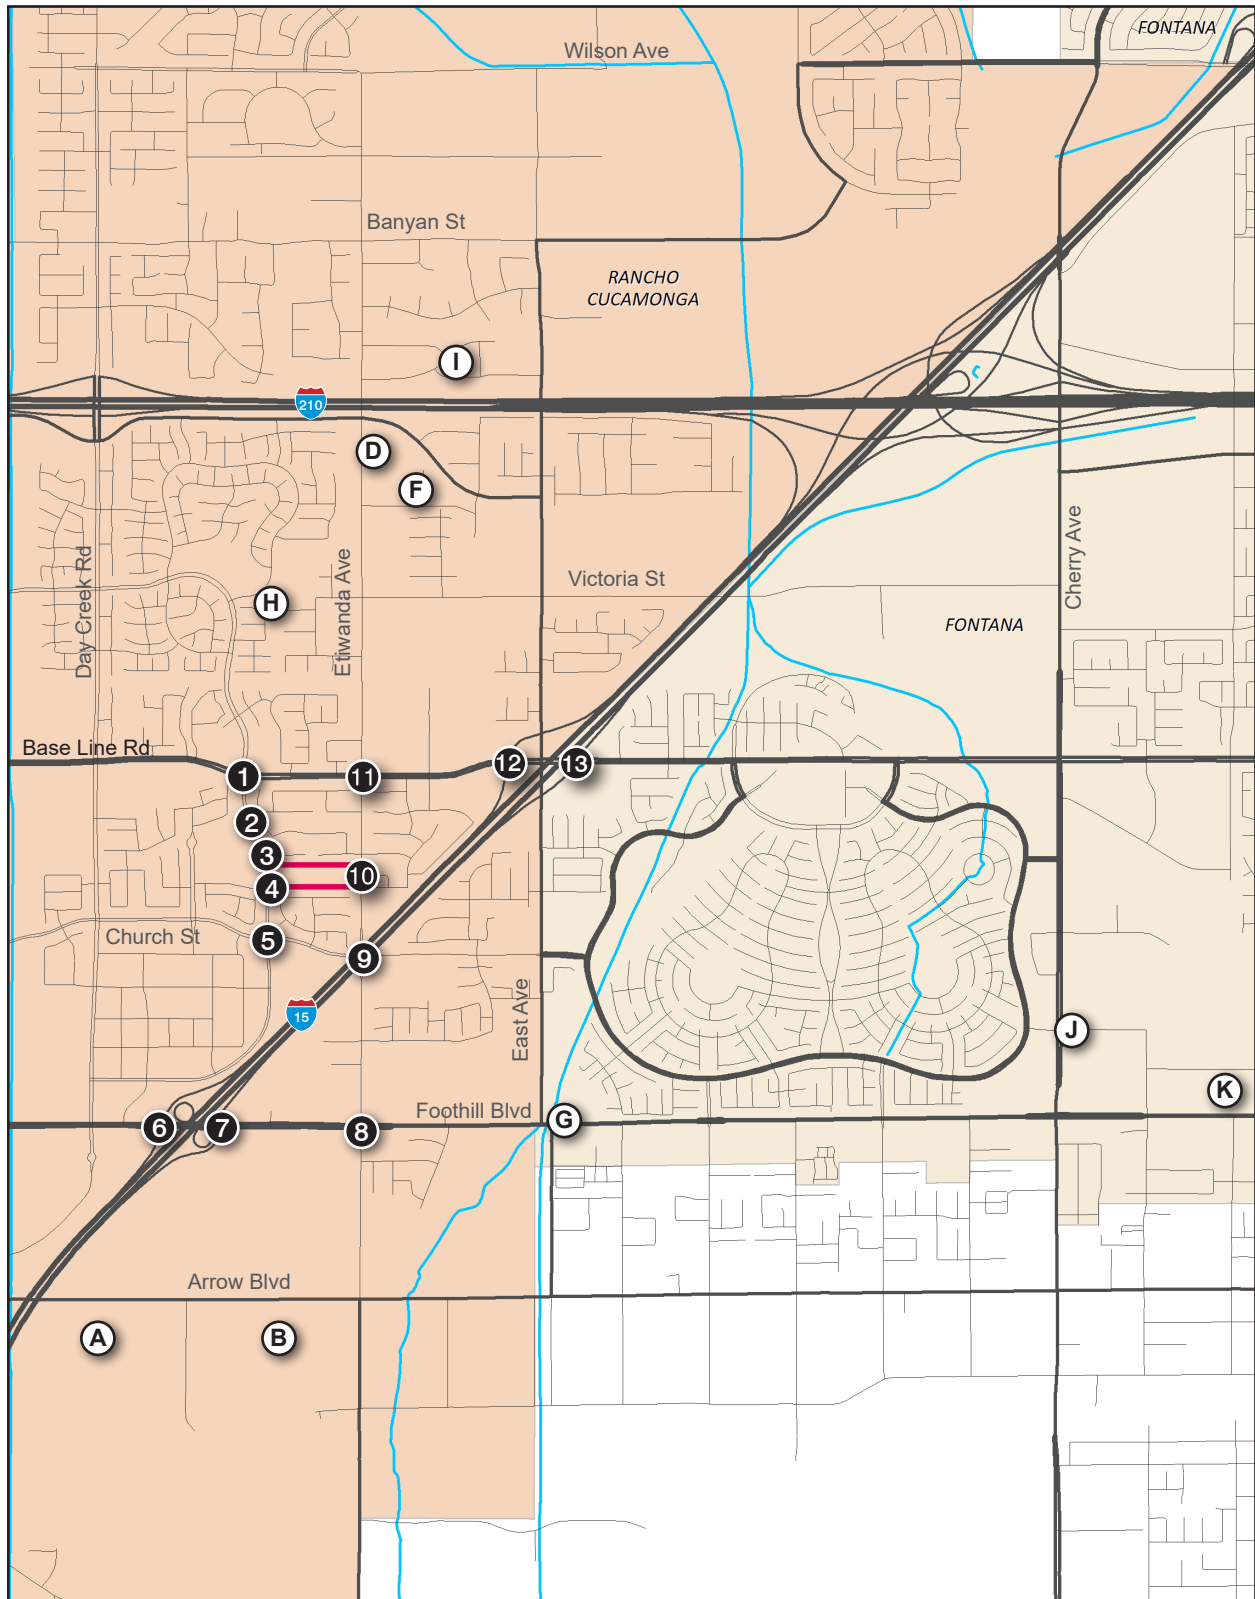 FONTANA
Wilson Ave
Banyan St
RANCHO
CUCAMONGA
I
210
D
F
Day Creek Rd
Etiwanda Ave
Victoria St
Cherry Ave
H
FONTANA
Base Line Rd
1
11
12
13
2
3
10
4
Church St
5
9
15
East Ave
J
K
Foothill Blvd
G
6
7
8
Arrow Blvd
A
B